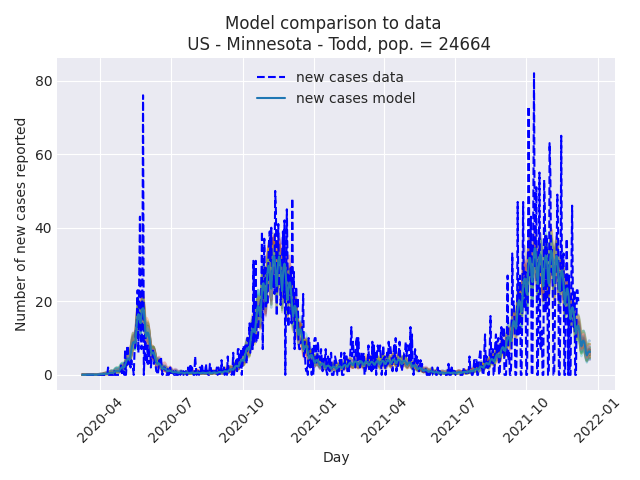 Model comparison to data
US - Minnesota - Todd, pop. = 24664
new cases data
new cases model
Number of new cases reported
80
60
40
20
0
2020-04
2020-07
2020-10
2021-01
2021-04
2021-07
2021-10
2022-01
Day